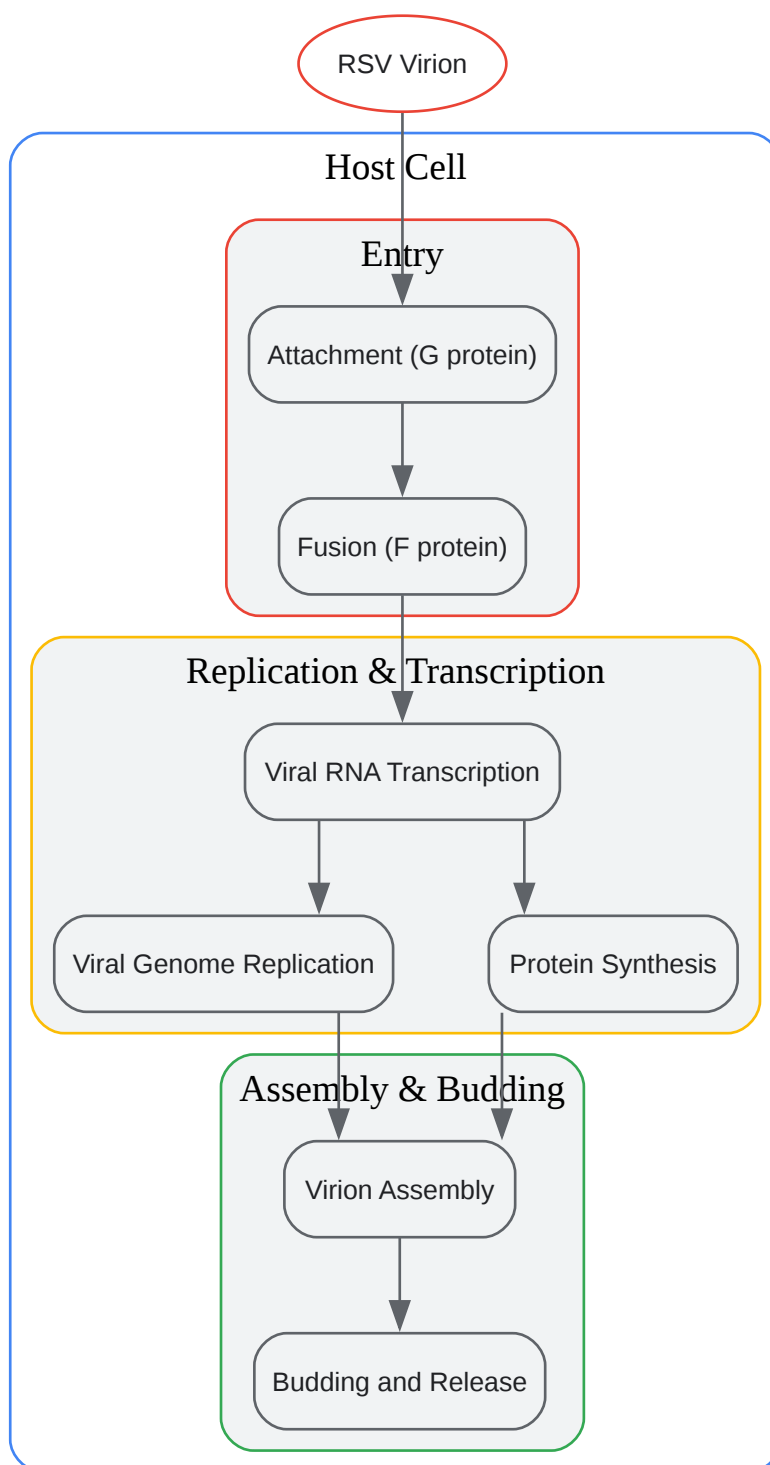 RSV Virion
Host Cell
Entry
Attachment (G protein)
Fusion (F protein)
Replication & Transcription
Viral RNA Transcription
Viral Genome Replication
Protein Synthesis
Assembly & Budding
Virion Assembly
Budding and Release